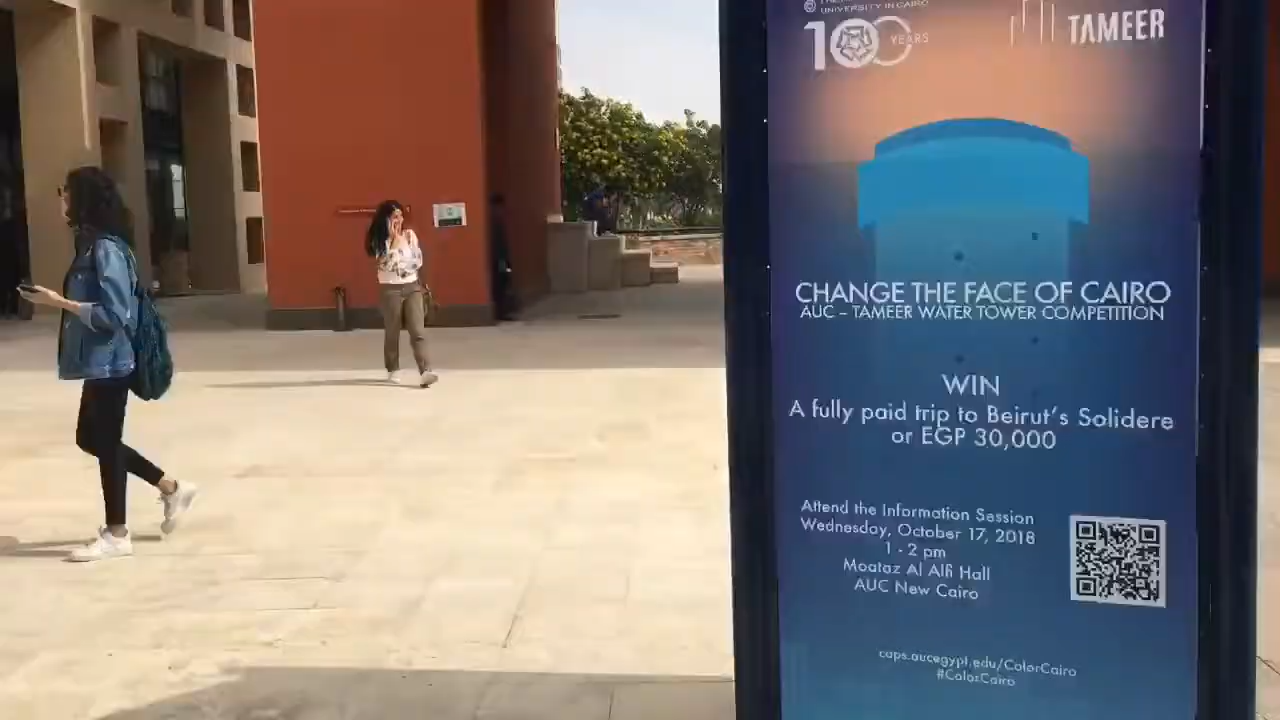 UNIVERSITY IN CAIRO
100 YEARS
TAMEER
CHANGE THE FACE OF CAIRO
AUC – TAMEER WATER TOWER COMPETITION
WIN
A fully paid trip to Beirut's Solidere
or EGP 30,000
Attend the Information Session
Wednesday, October 17, 2018
1 - 2 pm
Moataz Al Alfi Hall
AUC New Cairo
caps.aucegypt.edu/ColorCairo
#ColorCairo